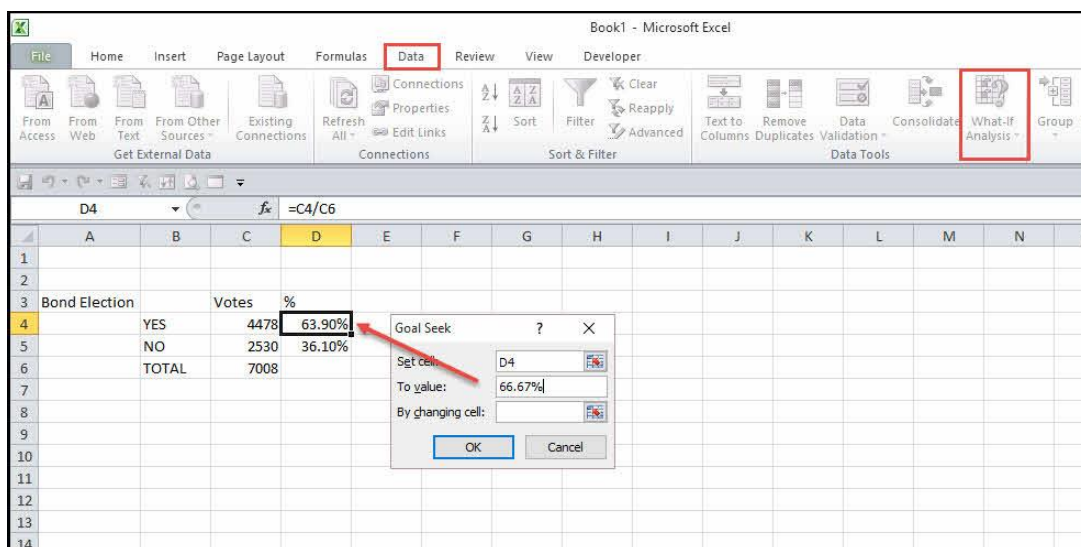 Book1 - Microsoft Excel
File Home Insert Page Layout Formulas Data Review View Developer
From Access From Web From Text From Other Sources Existing Connections Refresh All Connections Properties Edit Links Sort Filter Clear Reapply Advanced Text to Columns Remove Duplicates Data Validation Consolidate What-If Analysis Group
Get External Data Connections Sort & Filter Data Tools
D4 fx =C4/C6
A B C D E F G H I J K L M N
1
2
3 Bond Election Votes %
4 YES 4478 63.90%
5 NO 2530 36.10%
6 TOTAL 7008
7
8
9
10
11
12
13
14
Goal Seek ? X
Set cell: D4
To value: 66.67%
By changing cell:
OK Cancel